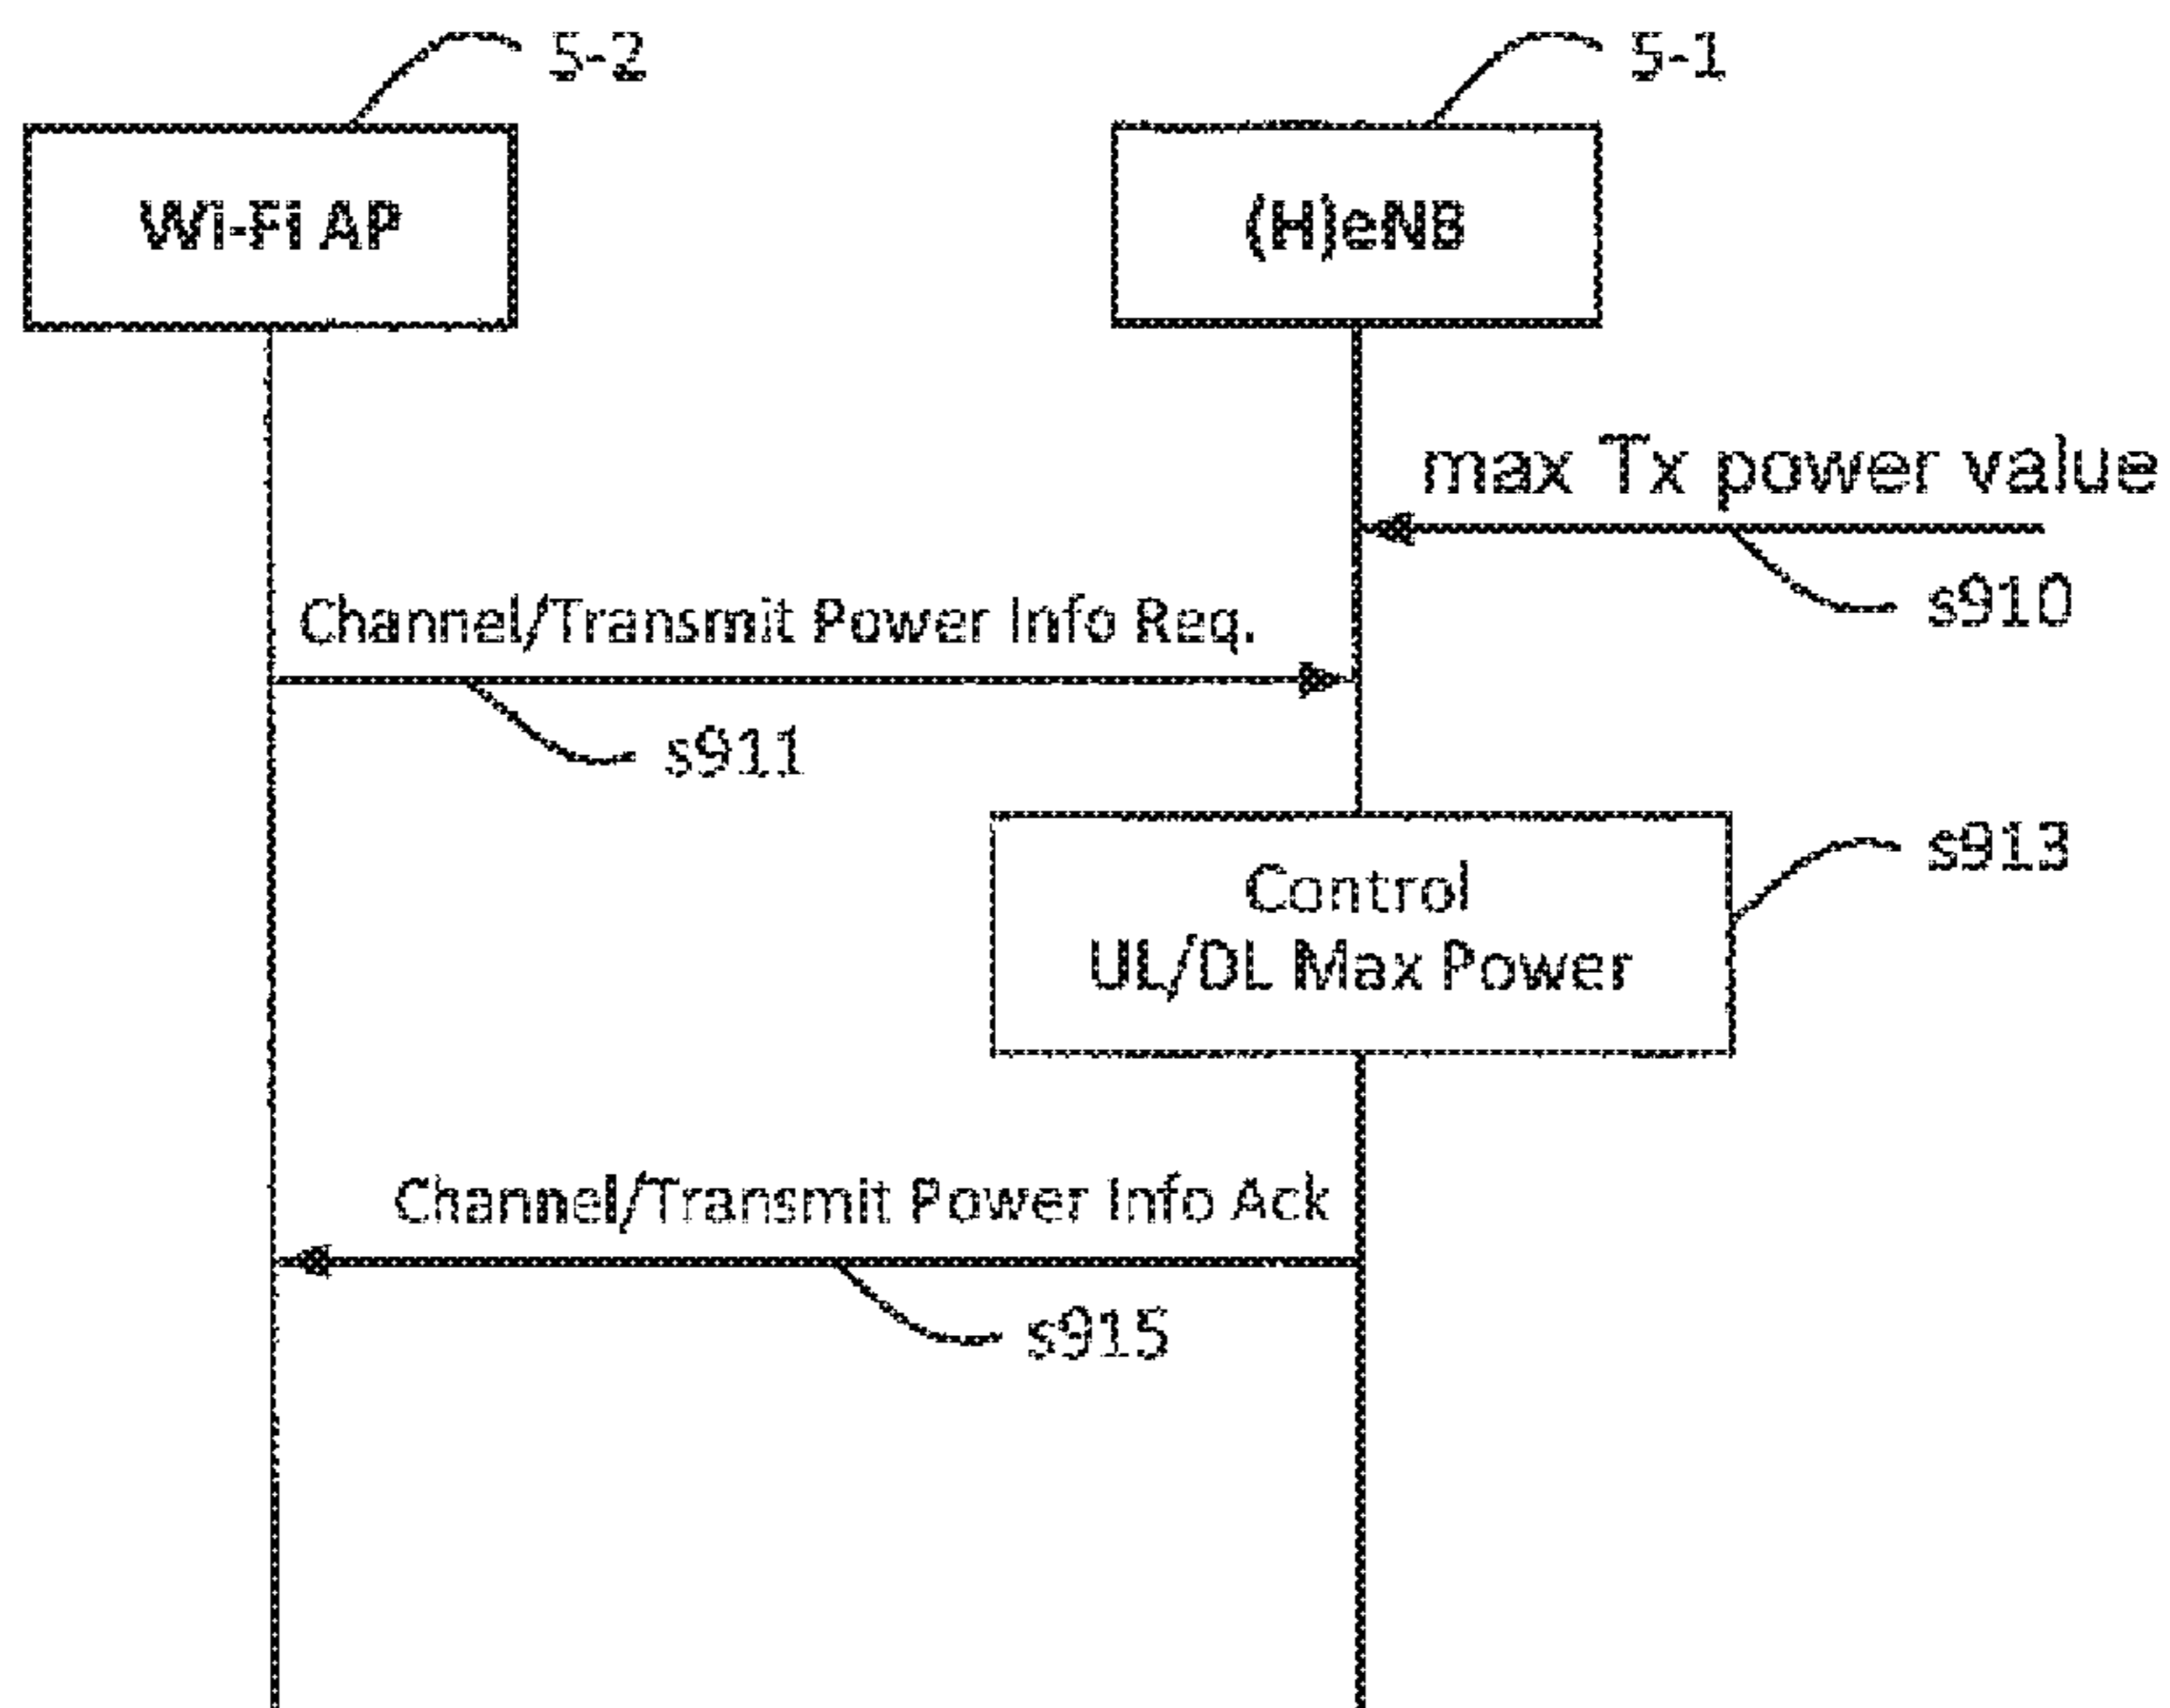 5-2
5-1
Wi-Fi AP
(H)eNB
max Tx power value
s910
Channel/Transmit Power Info Req.
s911
s913
Control
UL/DL Max Power
Channel/Transmit Power Info Ack
s915